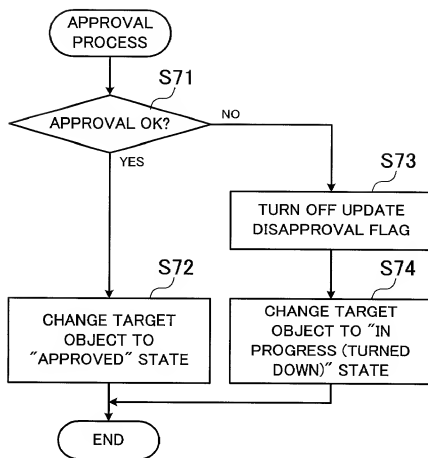 APPROVAL
PROCESS
S71
APPROVAL OK?
NO
YES
S73
TURN OFF UPDATE
DISAPPROVAL FLAG
S72
CHANGE TARGET
OBJECT TO
"APPROVED" STATE
S74
CHANGE TARGET
OBJECT TO "IN
PROGRESS (TURNED
DOWN)" STATE
END